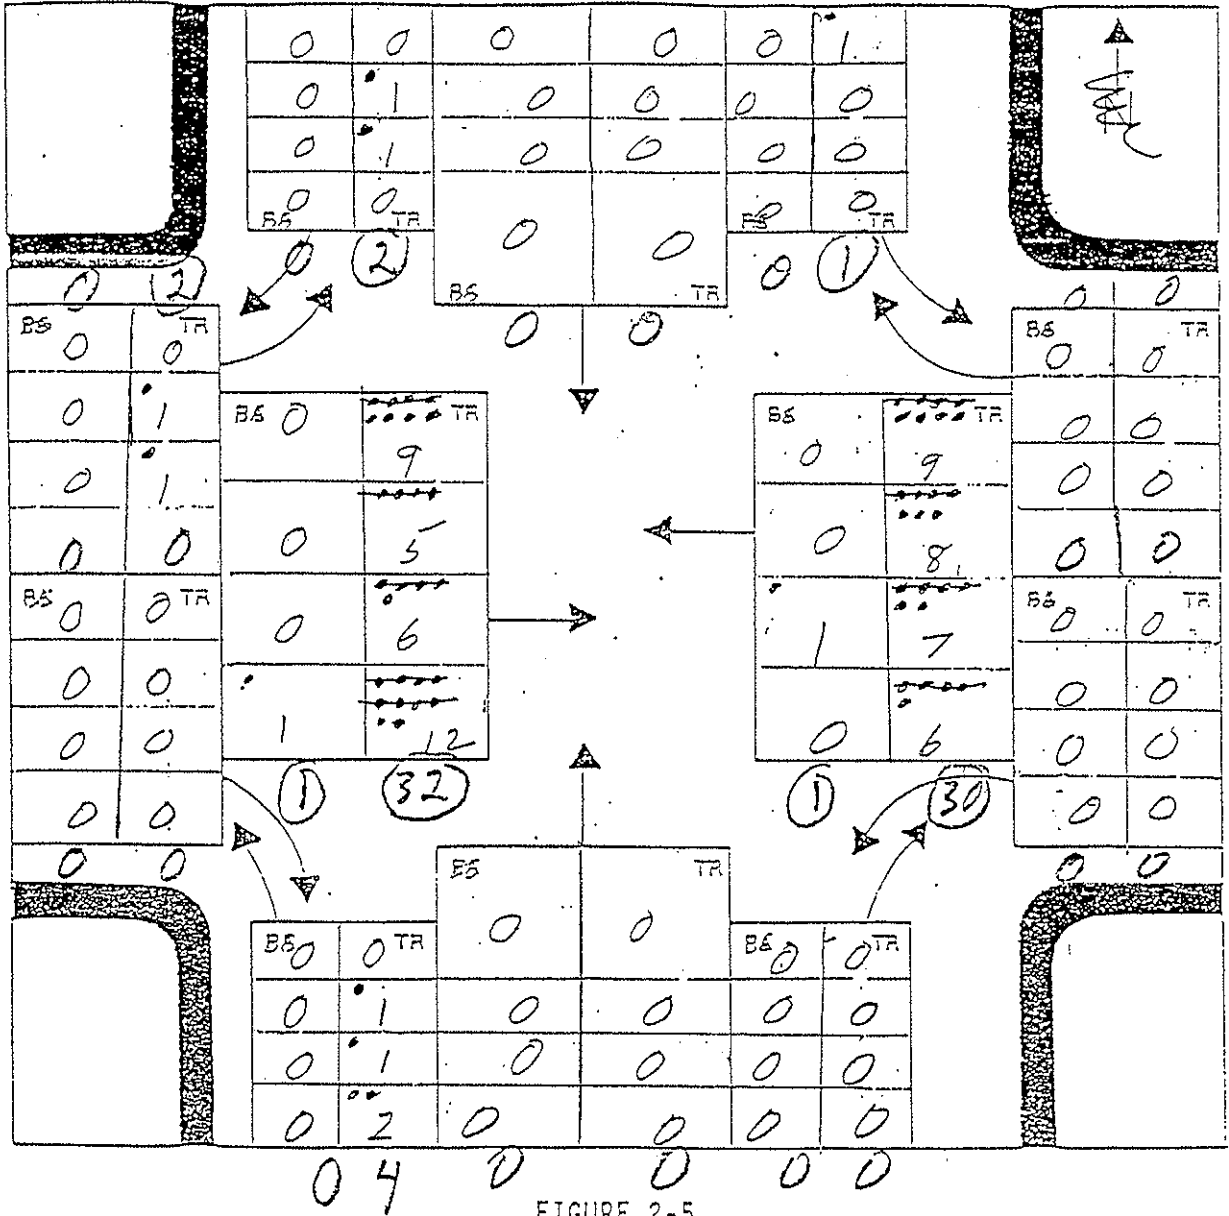 0 0 0 0 0 1
0 1 0 0 0 0
0 1 0 0 0 0
0 0 0 0
BS TR 0 0 BS TR
0 2 0 1
BS TR
0 0
0 2 0 0
BS TR BS TR
0 0 0 0
0 1 0 0
0 1 0 0
0 0 0 0
BS 0 TR BS TR
9 0 9
0 5 0 8
0 6 1 7
1 12 0 6
1 32 1 30
BS 0 0 TR BS 0 0 TR
0 0 0 0
0 0 0 0
0 0 0 0
0 0 0 0
BS TR
0 0
BS 0 0 TR BS 0 0 TR
0 1 0 0 0 0
0 1 0 0 0 0
0 2 0 0 0 0
0 4 0 0 0 0
FIGURE 2-5